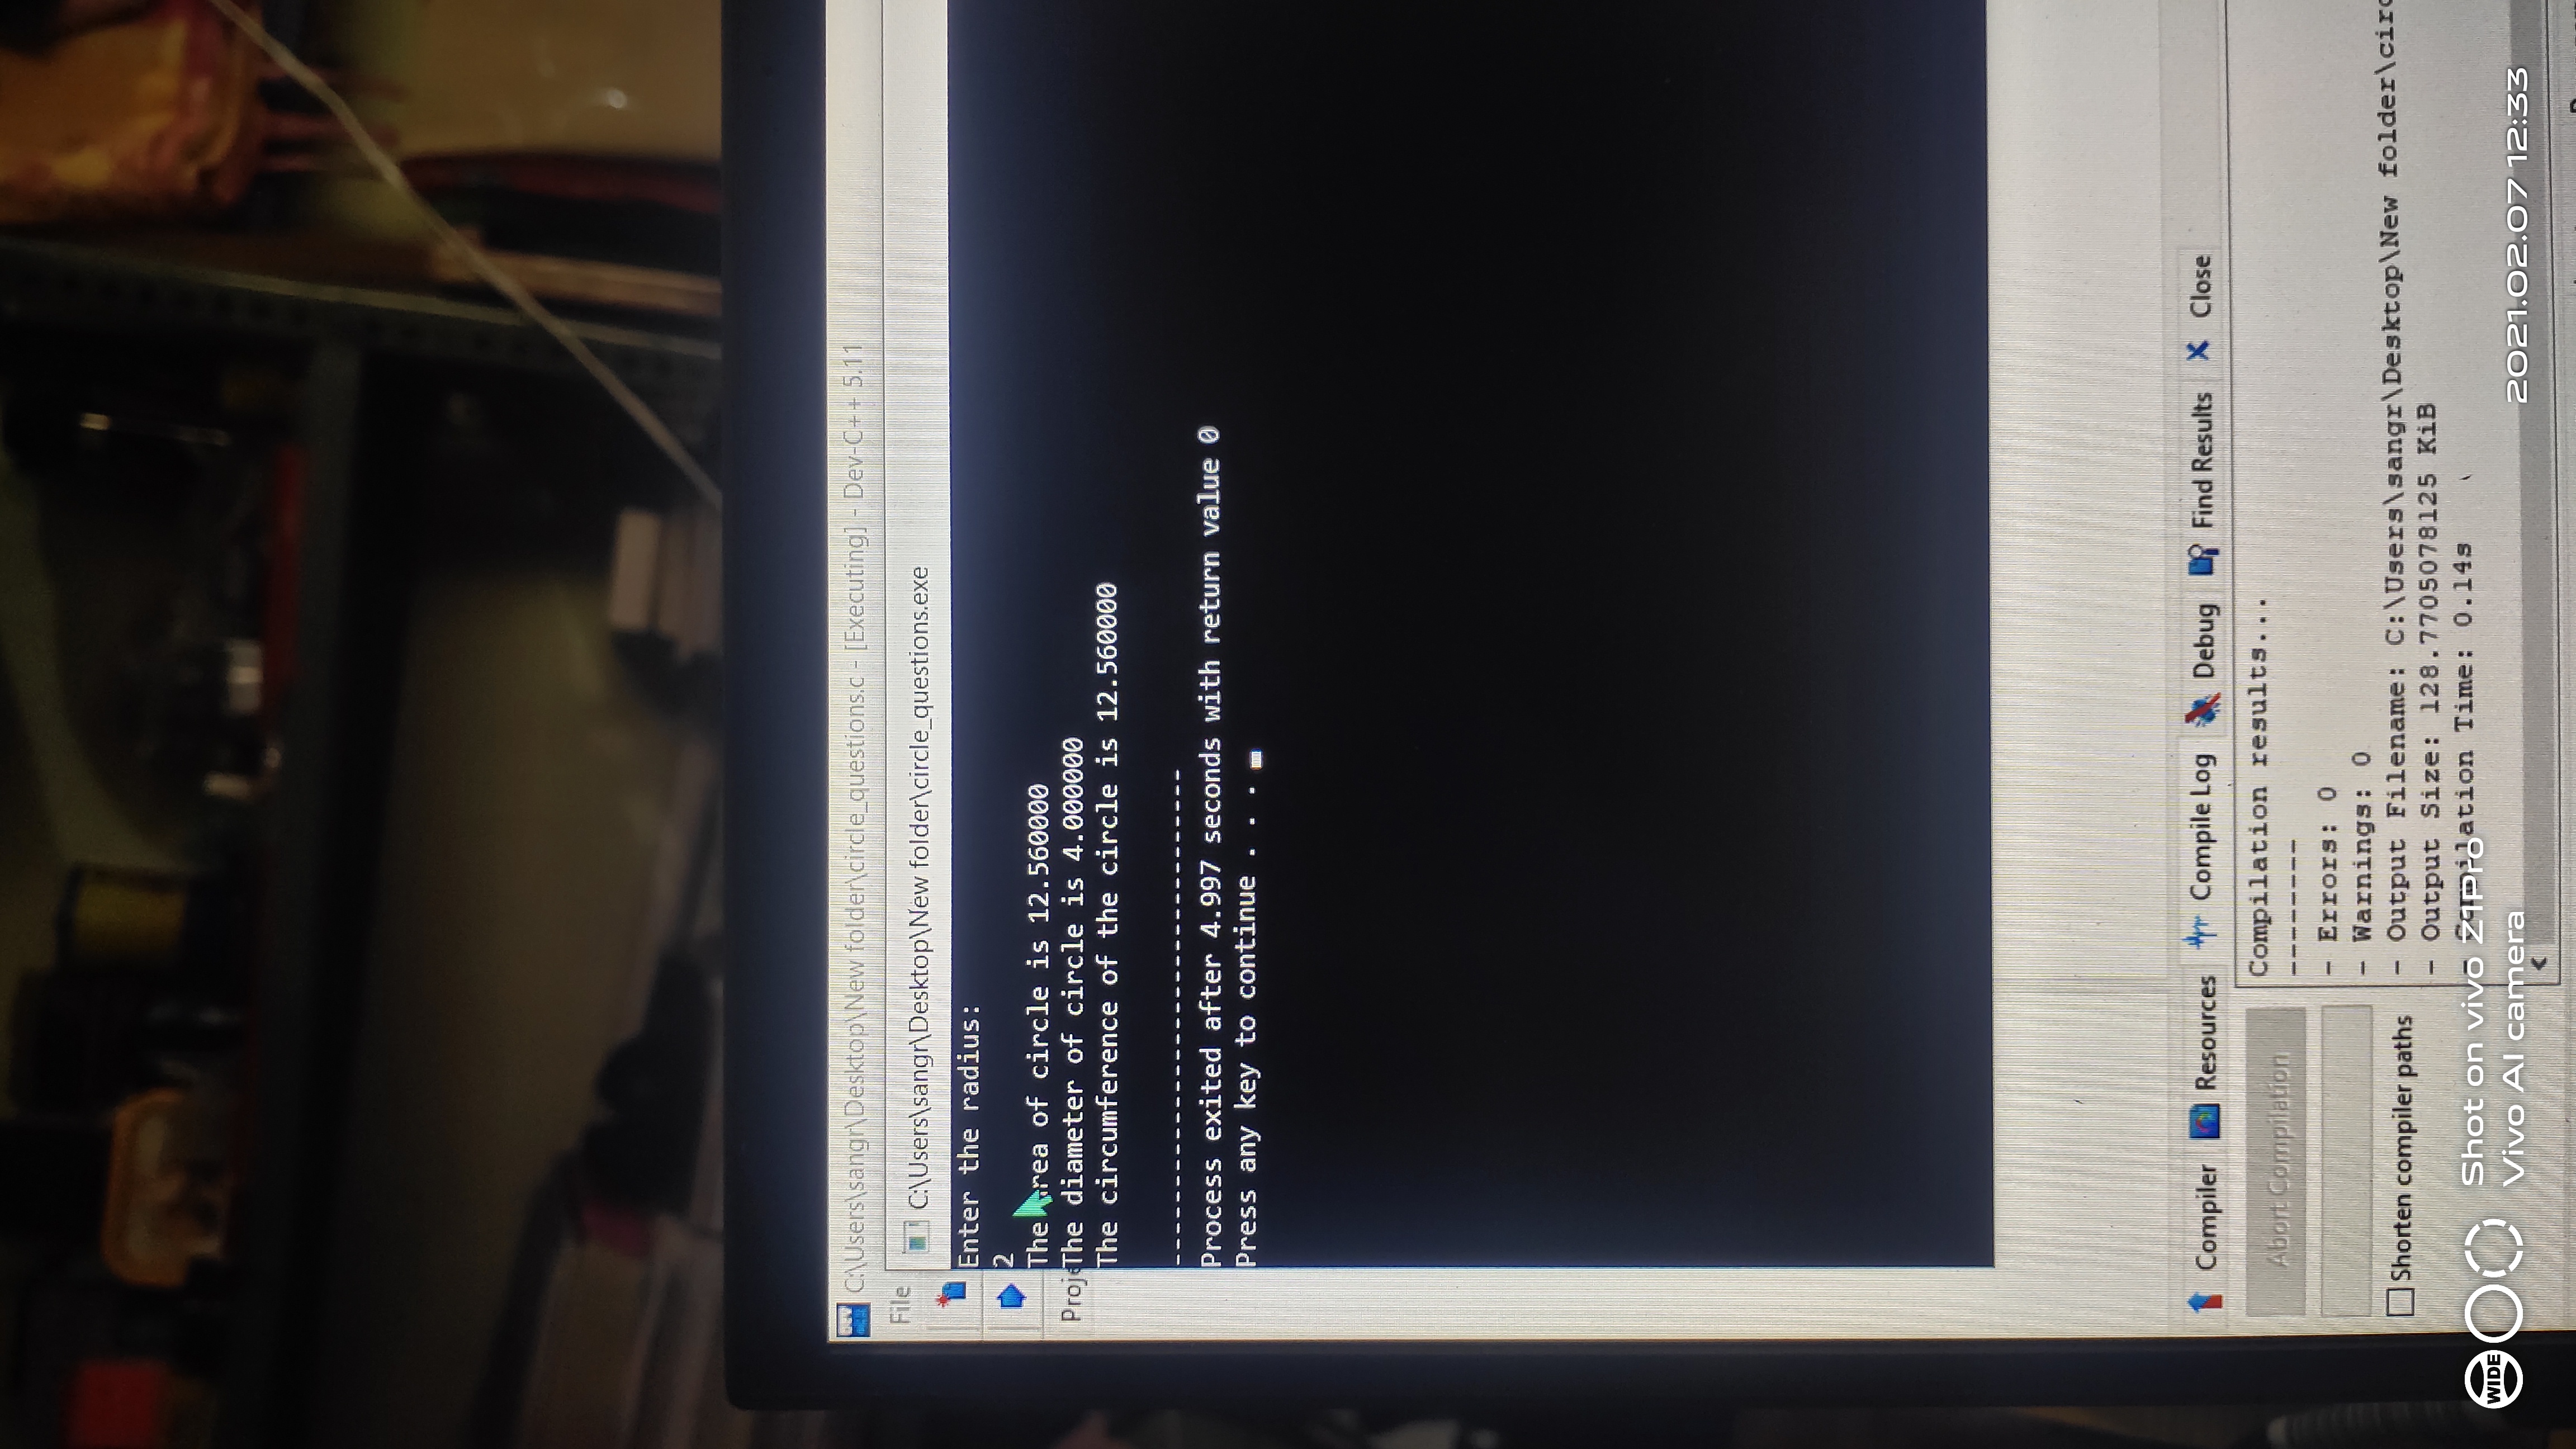 C:\Users\sangr\Desktop\New folder\circle_questions.c - [Executing] - Dev-C++ 5.11
File
C:\Users\sangr\Desktop\New folder\circle_questions.exe
Enter the radius:
2
The area of circle is 12.560000
Proj
The diameter of circle is 4.000000
The circumference of the circle is 12.560000
--------------------------------
Process exited after 4.997 seconds with return value 0
Press any key to continue . . .
Compiler Resources Compile Log Debug Find Results Close
Abort Compilation
Shorten compiler paths
Compilation results...
--------
- Errors: 0
- Warnings: 0
- Output Filename: C:\Users\sangr\Desktop\New folder\circ
- Output Size: 128.7705078125 KiB
- Compilation Time: 0.14s
WIDE
Shot on vivo Z1Pro
Vivo AI camera
2021.02.07 12:33